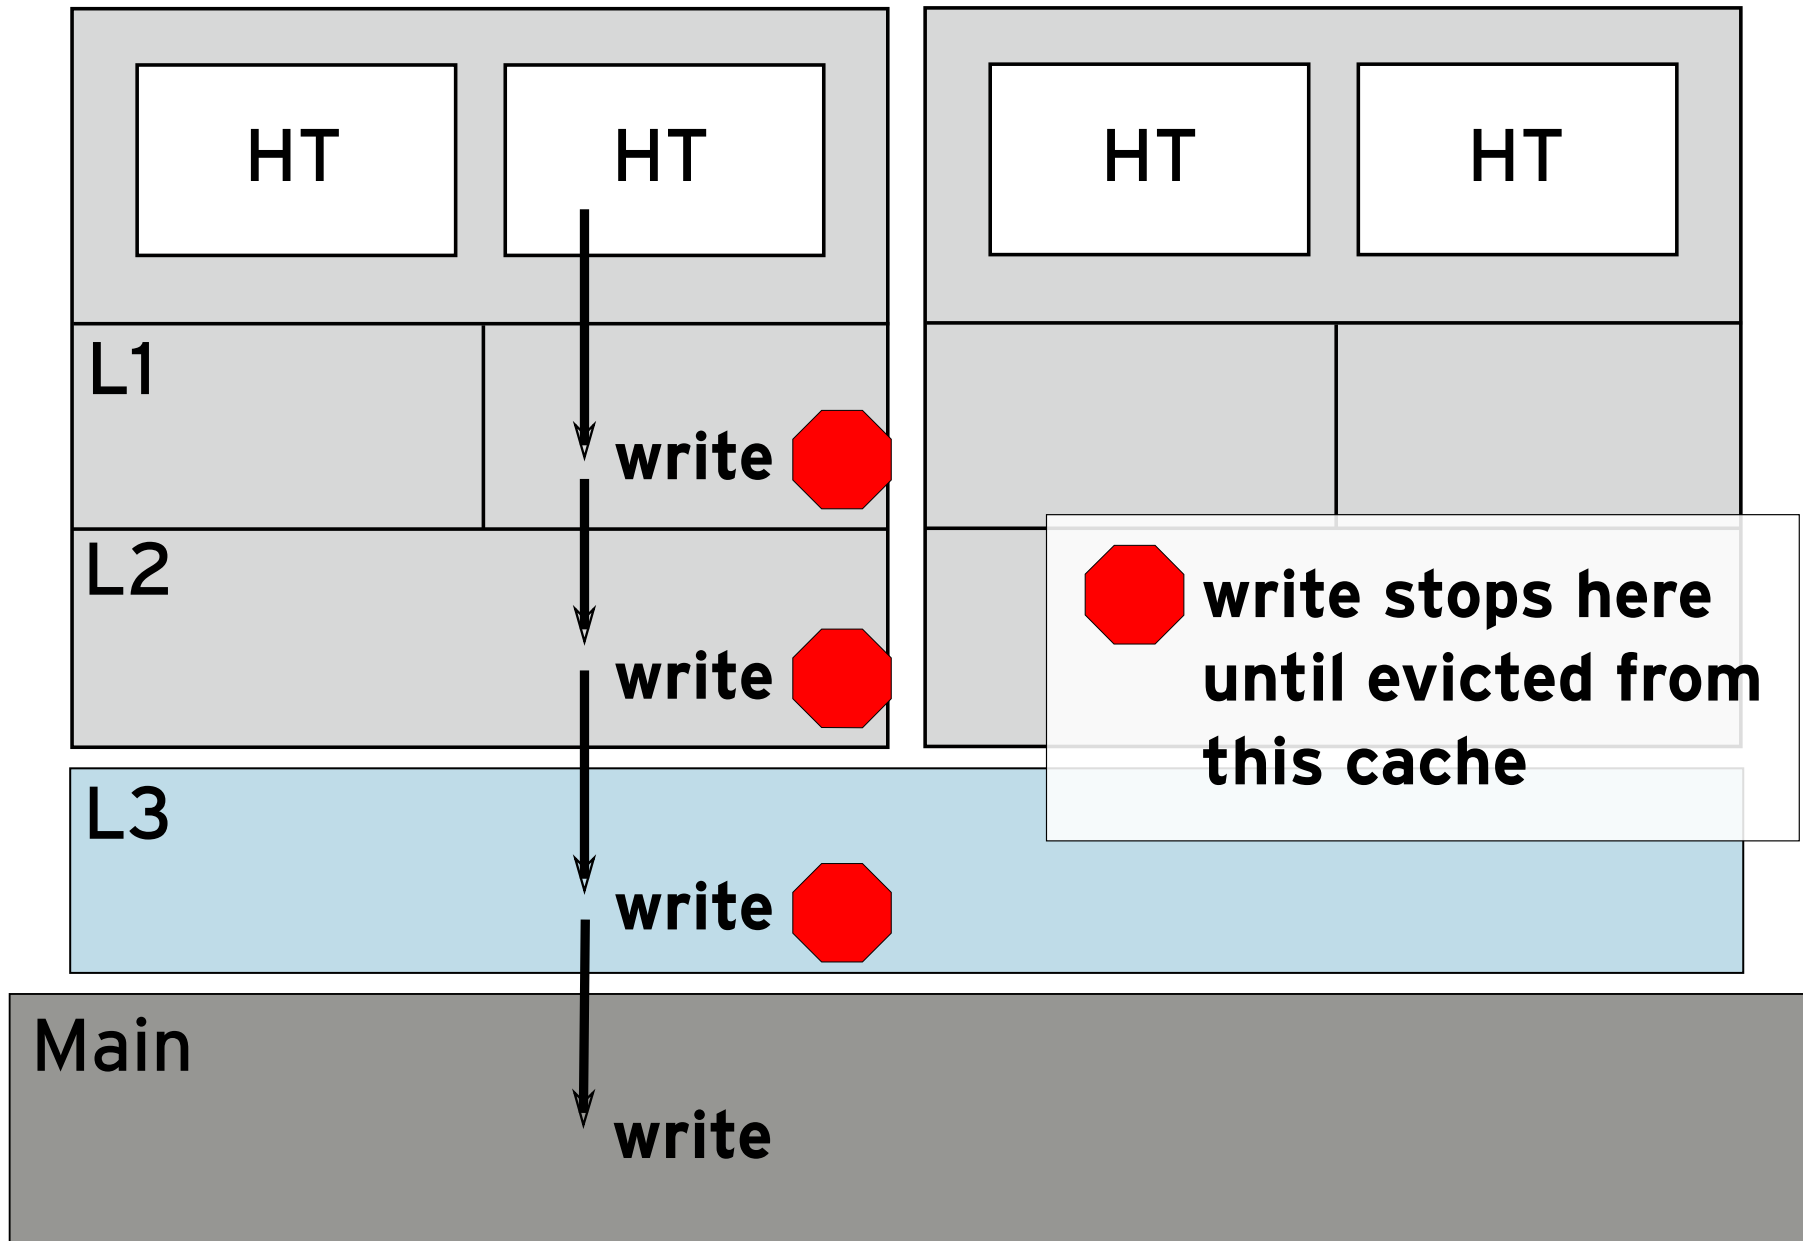 HT HT HT HT
L1
write
L2
write stops here
write
until evicted from
this cache
L3
write
Main
write